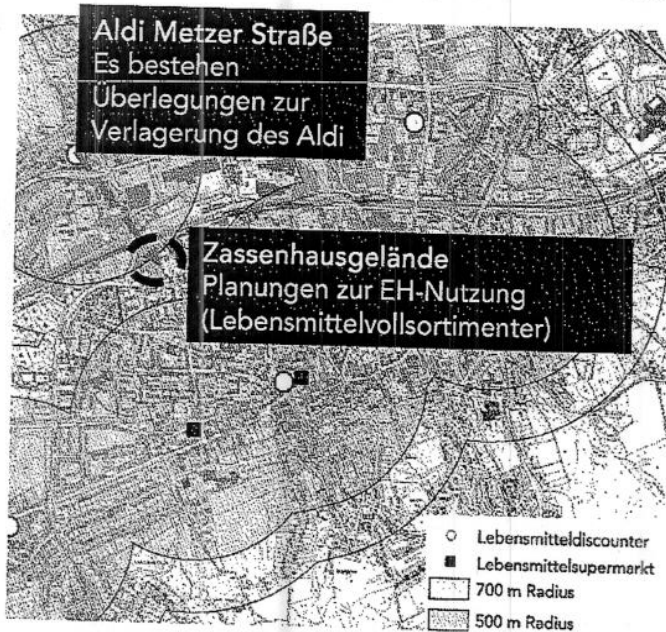 Aldi Metzer Straße
Es bestehen
Überlegungen zur
Verlagerung des Aldi
Zassenhausgelände
Planungen zur EH-Nutzung
(Lebensmittelvollsortimenter)
Lebensmitteldiscounter
Lebensmittelsupermarkt
700 m Radius
500 m Radius